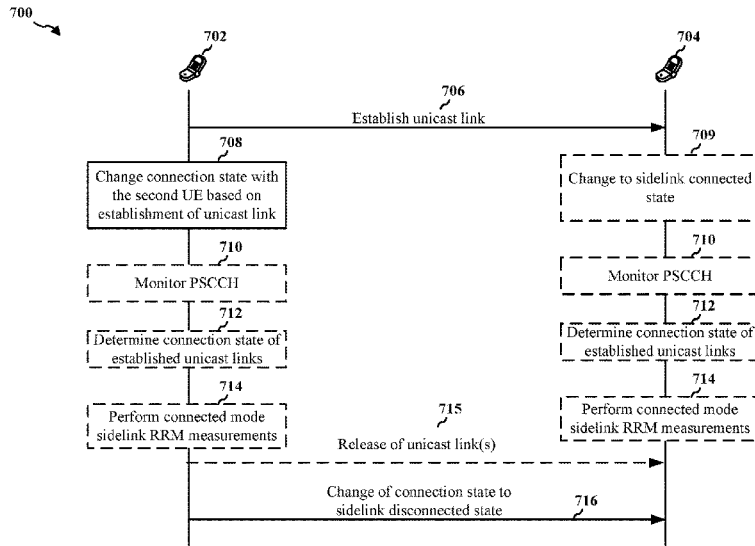 700
702
704
706
Establish unicast link
708
709
Change connection state with
the second UE based on
establishment of unicast link
Change to sidelink connected
state
710
710
Monitor PSCCH
Monitor PSCCH
712
712
Determine connection state of
established unicast links
Determine connection state of
established unicast links
714
714
Perform connected mode
sidelink RRM measurements
Perform connected mode
sidelink RRM measurements
715
Release of unicast link(s)
Change of connection state to
sidelink disconnected state
716